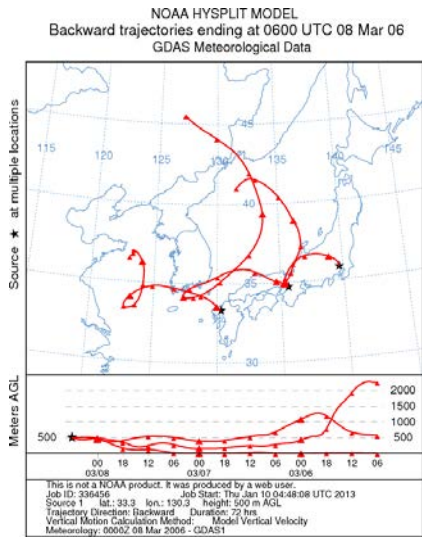 NOAA HYSPLIT MODEL
Backward trajectories ending at 0600 UTC 08 Mar 06
GDAS Meteorological Data
Source ★ at multiple locations
115 120 125 130 135 140 145
45
40
35
30
Meters AGL
500
2000
1500
1000
500
00 18 12 06 00 18 12 06 00 18 12 06
03/08 03/07 03/06
This is not a NOAA product. It was produced by a web user.
Job ID: 336456 Job Start: Thu Jan 10 04:48:08 UTC 2013
Source 1 lat.: 33.3 lon.: 130.3 height: 500 m AGL
Trajectory Direction: Backward Duration: 72 hrs
Vertical Motion Calculation Method: Model Vertical Velocity
Meteorology: 0000Z 08 Mar 2006 - GDAS1